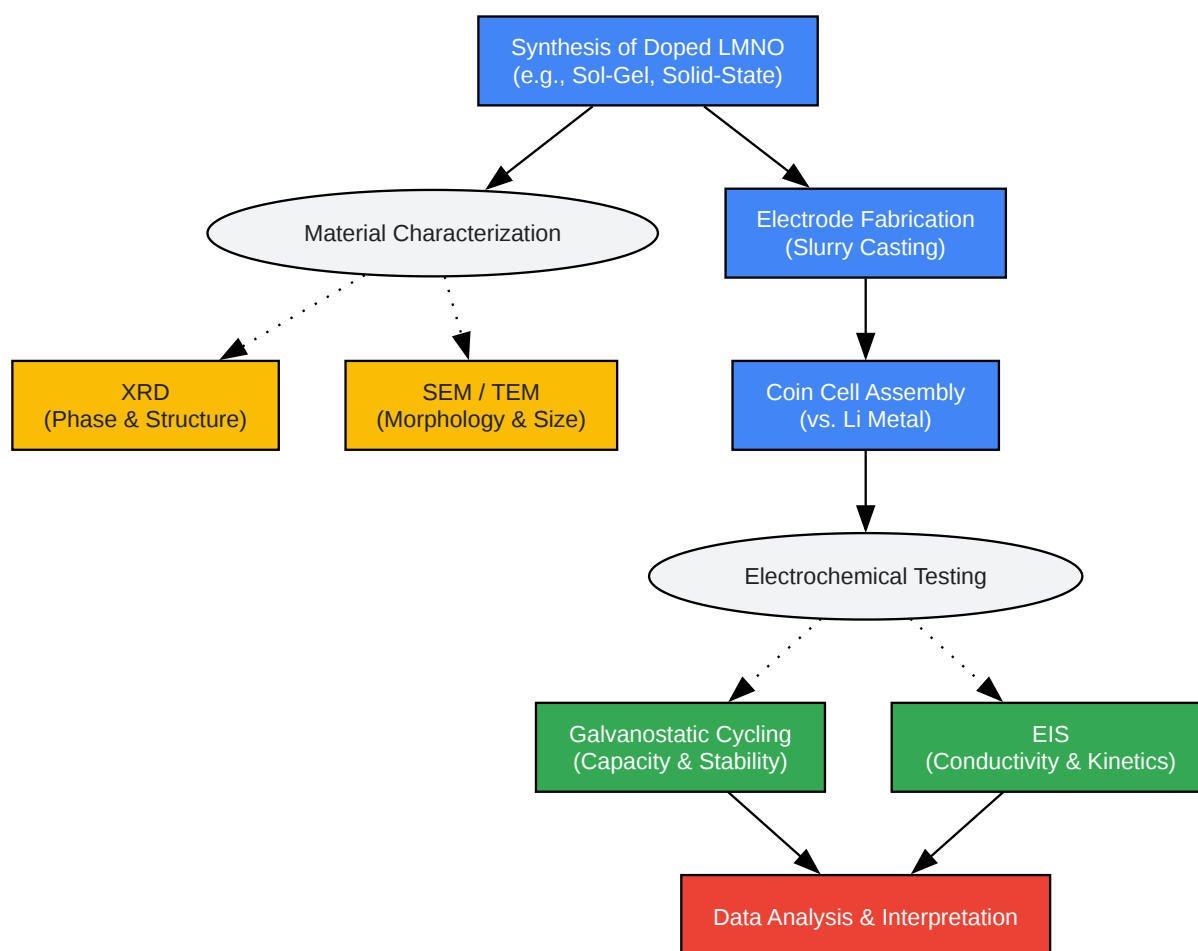 Synthesis of Doped LMNO
(e.g., Sol-Gel, Solid-State)
Material Characterization
Electrode Fabrication
(Slurry Casting)
XRD
(Phase & Structure)
SEM / TEM
(Morphology & Size)
Coin Cell Assembly
(vs. Li Metal)
Electrochemical Testing
Galvanostatic Cycling
(Capacity & Stability)
EIS
(Conductivity & Kinetics)
Data Analysis & Interpretation